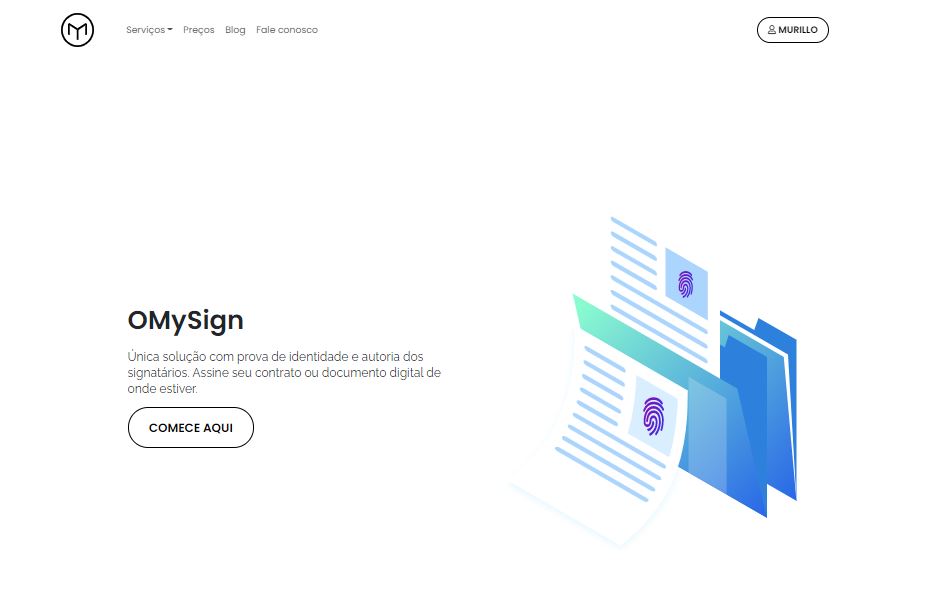 Serviços Preços Blog Fale conosco MURILLO
OMySign
Única solução com prova de identidade e autoria dos
signatários. Assine seu contrato ou documento digital de
onde estiver.
COMECE AQUI